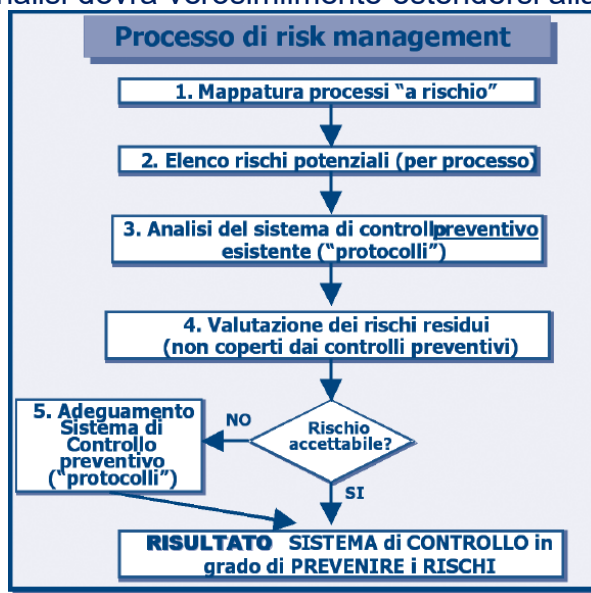 Processo di risk management
1. Mappatura processi “a rischio”
2. Elenco rischi potenziali (per processo)
3. Analisi del sistema di controllo preventivo
esistente (“protocolli”)
4. Valutazione dei rischi residui
(non coperti dai controlli preventivi)
5. Adeguamento
Sistema di
Controllo
preventivo
(“protocolli”)
NO
Rischio
accettabile?
SI
RISULTATO SISTEMA di CONTROLLO in
grado di PREVENIRE i RISCHI